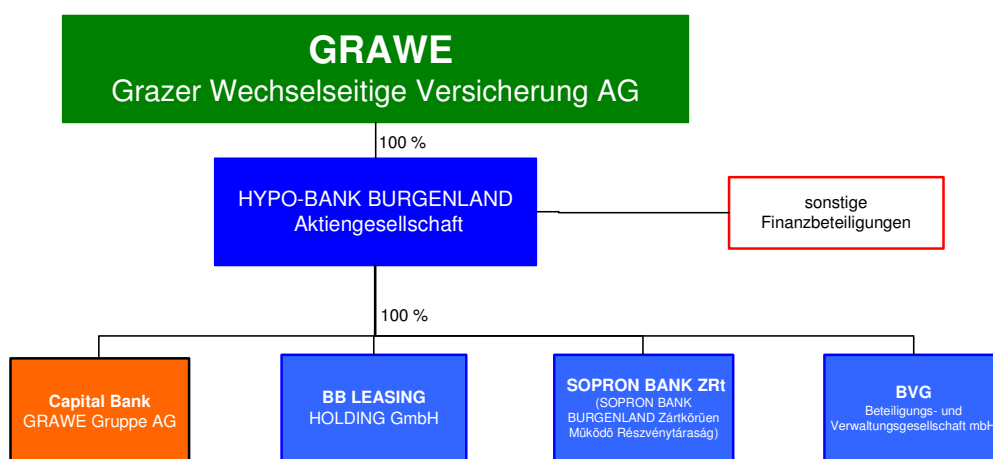 GRAWE
Grazer Wechselseitige Versicherung AG
100 %
HYPO-BANK BURGENLAND
Aktiengesellschaft
sonstige
Finanzbeteiligungen
100 %
Capital Bank
GRAWE Gruppe AG
BB LEASING
HOLDING GmbH
SOPRON BANK ZRt
(SOPRON BANK
BURGENLAND Zártkörüen
Müködö Részvénytáraság)
BVG
Beteiligungs- und
Verwaltungsgesellschaft mbH